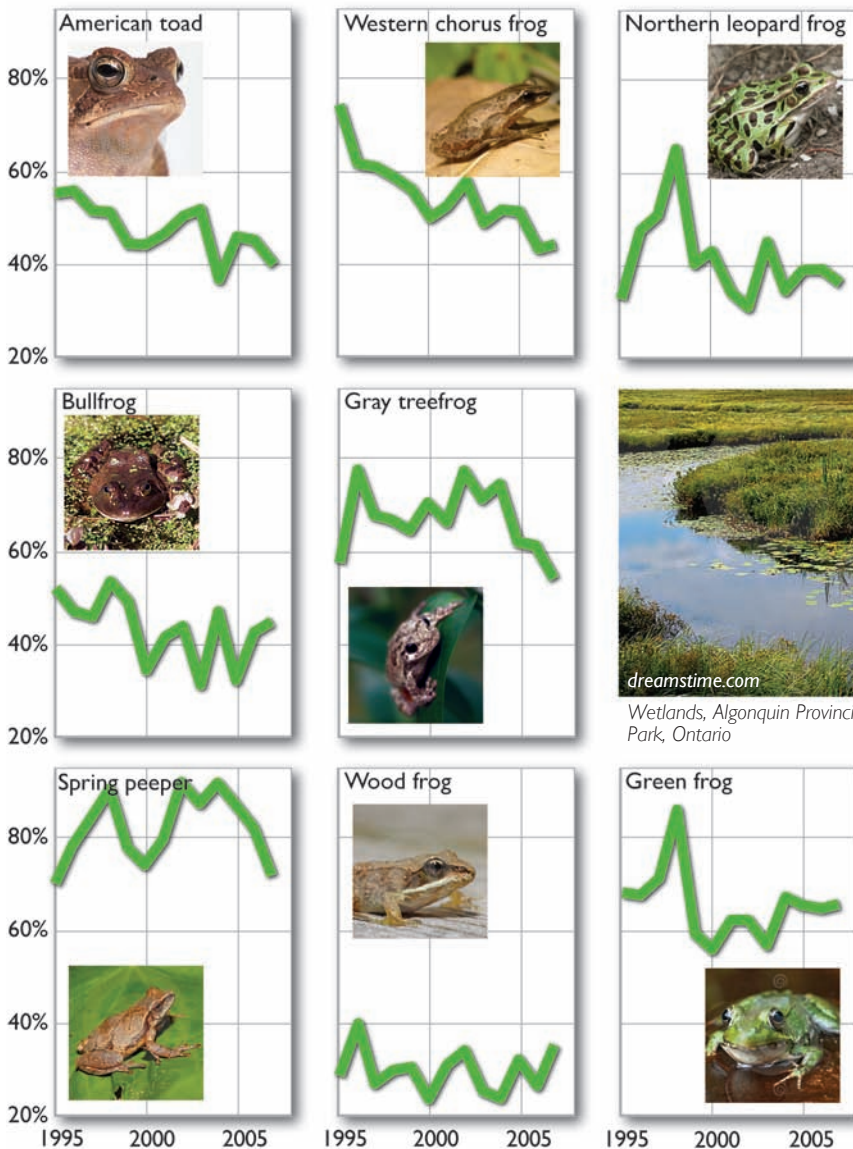 American toad
Western chorus frog
Northern leopard frog
80%
60%
40%
20%
Bullfrog
Gray treefrog
80%
60%
40%
20%
dreamstime.com
Wetlands, Algonquin Provinci
Park, Ontario
Spring peeper
Wood frog
Green frog
80%
60%
40%
20%
1995
2000
2005
1995
2000
2005
1995
2000
2005